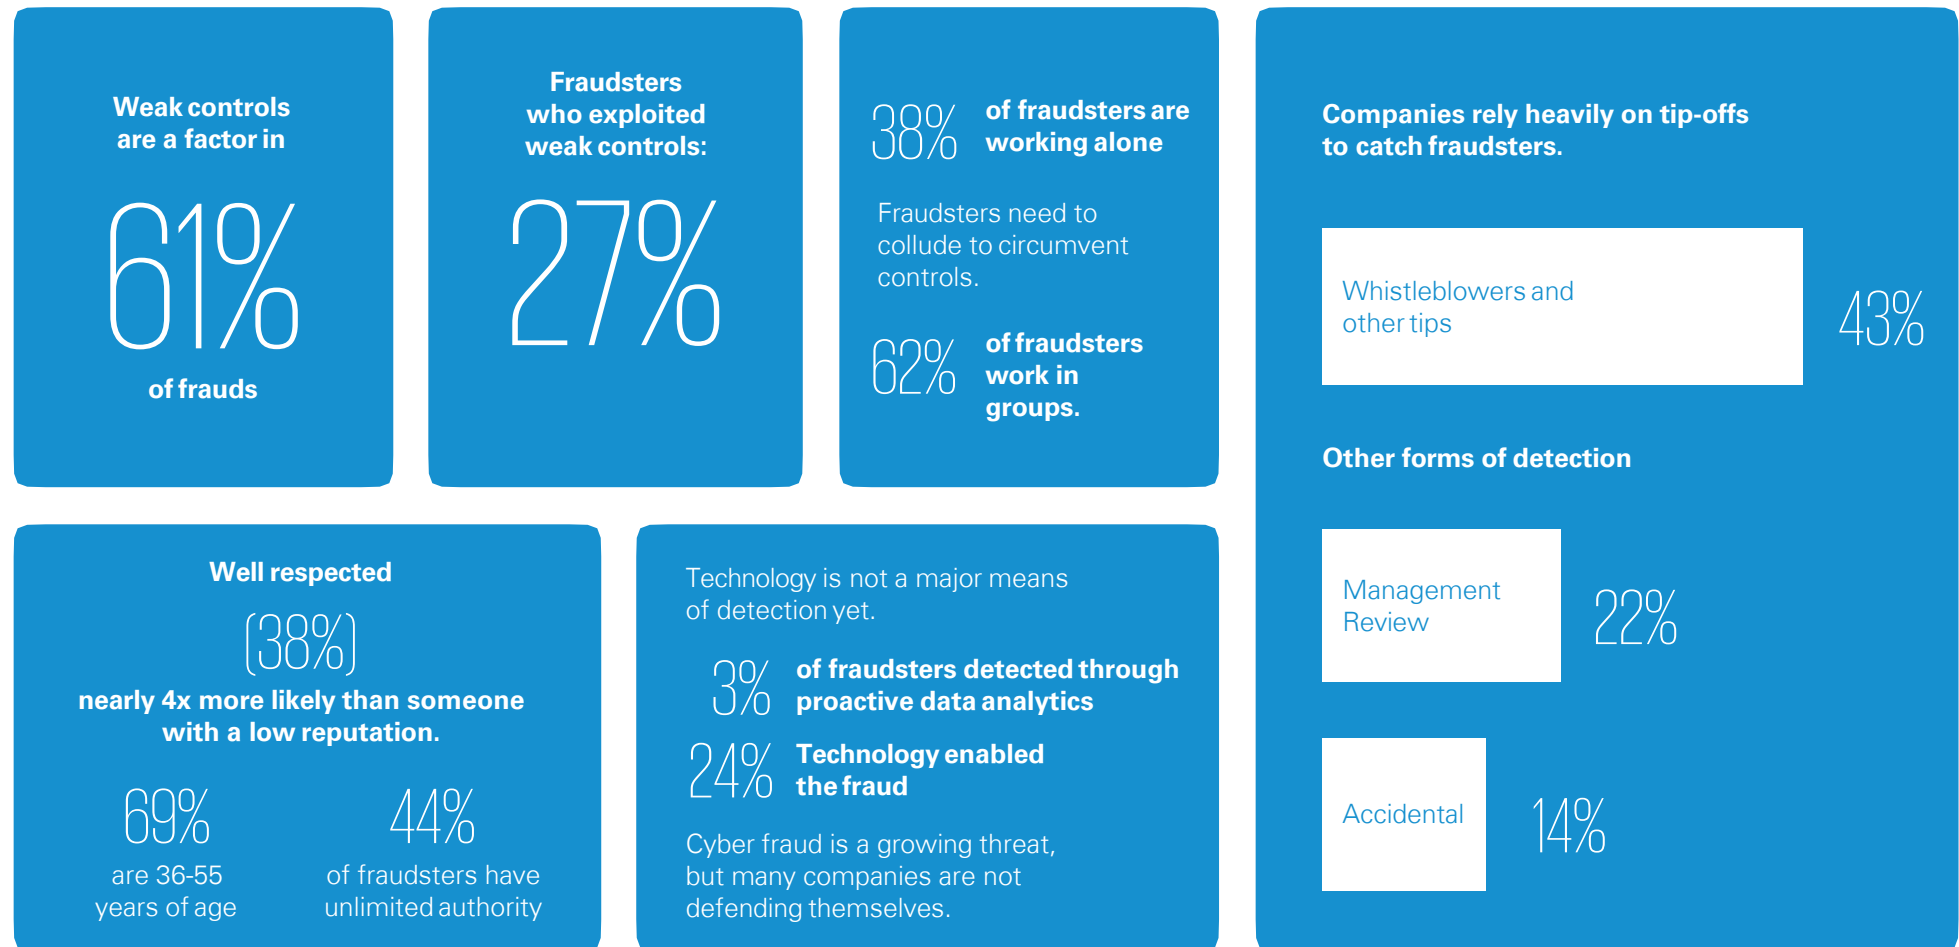 Weak controls
are a factor in
61%
of frauds
Fraudsters
who exploited
weak controls:
27%
38%
of fraudsters are
working alone
Fraudsters need to
collude to circumvent
controls.
62%
of fraudsters
work in
groups.
Companies rely heavily on tip-offs
to catch fraudsters.
Whistleblowers and
other tips
43%
Other forms of detection
Management
Review
22%
Accidental
14%
Well respected
(38%)
nearly 4x more likely than someone
with a low reputation.
69%
are 36-55
years of age
44%
of fraudsters have
unlimited authority
Technology is not a major means
of detection yet.
3%
of fraudsters detected through
proactive data analytics
24%
Technology enabled
the fraud
Cyber fraud is a growing threat,
but many companies are not
defending themselves.